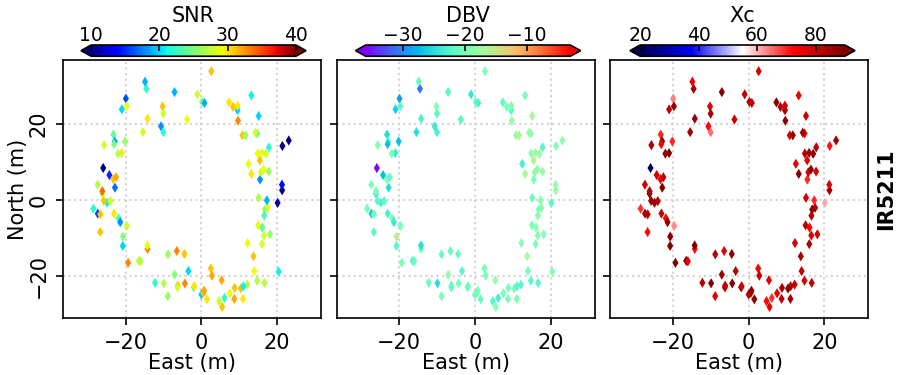 SNR DBV Xc
10 20 30 40 −30 −20 −10 20 40 60 80
20
0
−20
North (m)
IR5211
−20 0 20 −20 0 20 −20 0 20
East (m) East (m) East (m)